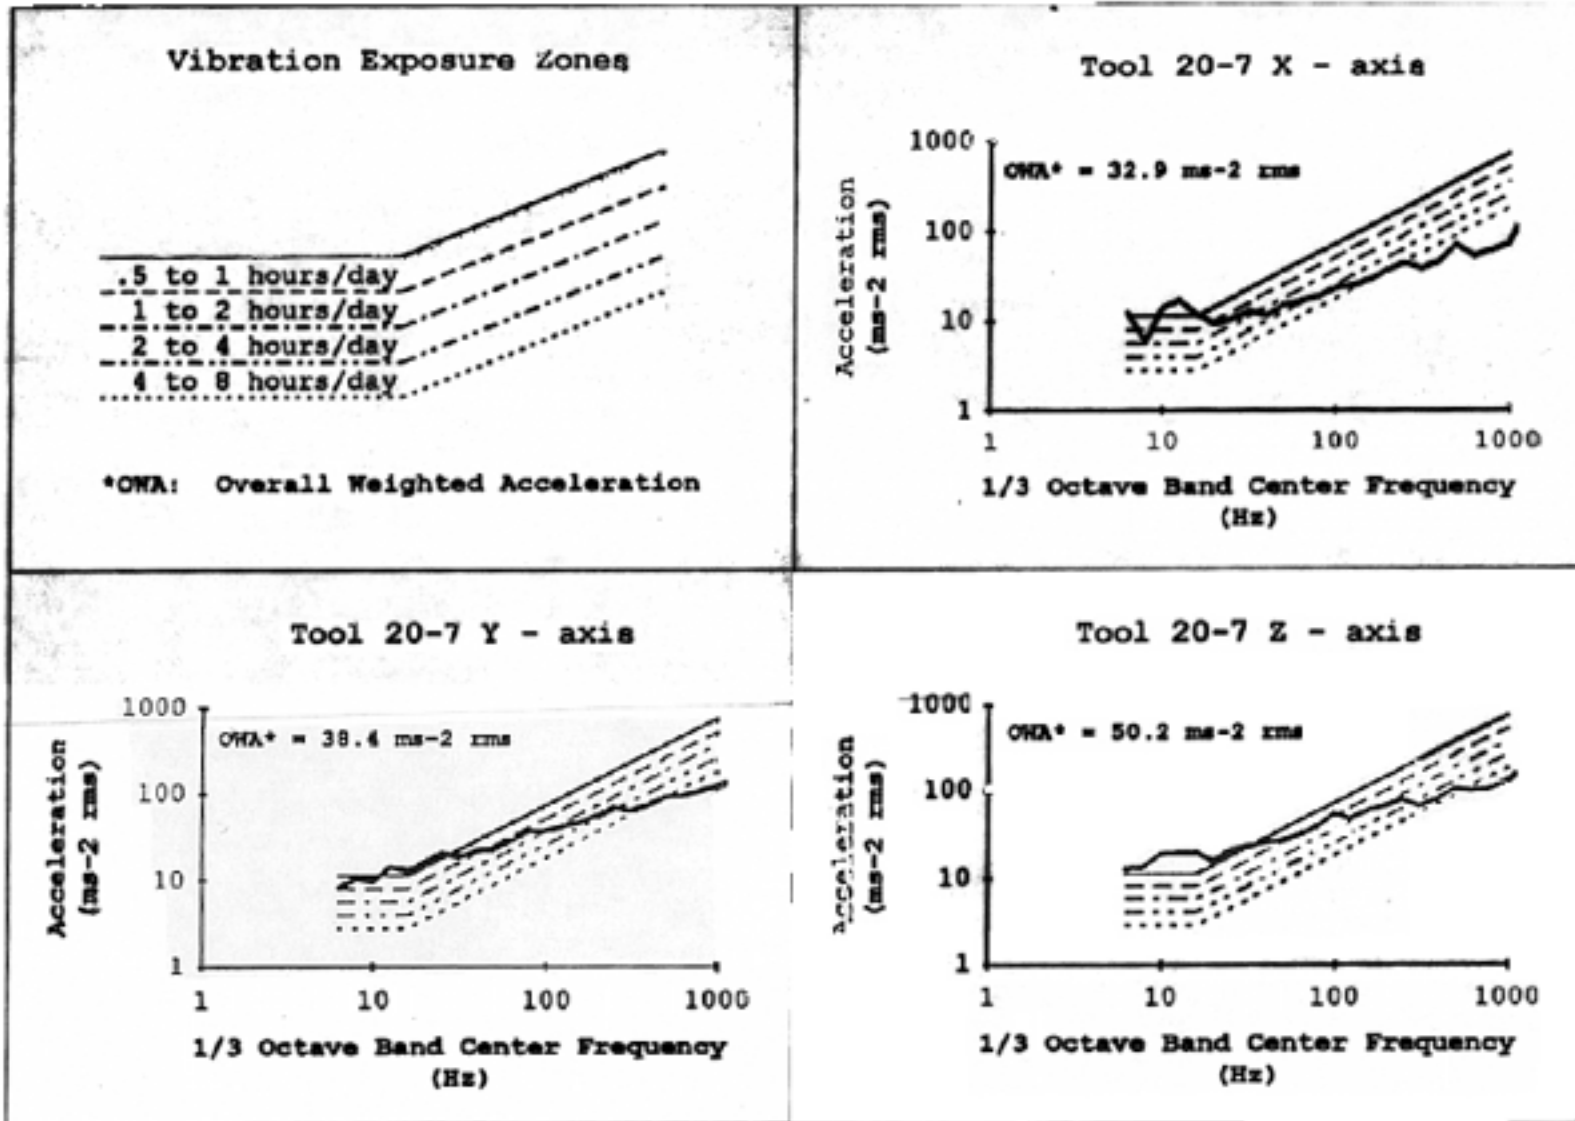 Vibration Exposure Zones
.5 to 1 hours/day
1 to 2 hours/day
2 to 4 hours/day
4 to 8 hours/day
*OWA: Overall Weighted Acceleration
Tool 20-7 X - axis
1000
OWA* = 32.9 ms-2 rms
100
10
1
Acceleration
(ms-2 rms)
1 10 100 1000
1/3 Octave Band Center Frequency
(Hz)
Tool 20-7 Y - axis
1000
OWA* = 38.4 ms-2 rms
100
10
1
Acceleration
(ms-2 rms)
1 10 100 1000
1/3 Octave Band Center Frequency
(Hz)
Tool 20-7 Z - axis
1000
OWA* = 50.2 ms-2 rms
100
10
1
Acceleration
(ms-2 rms)
1 10 100 1000
1/3 Octave Band Center Frequency
(Hz)